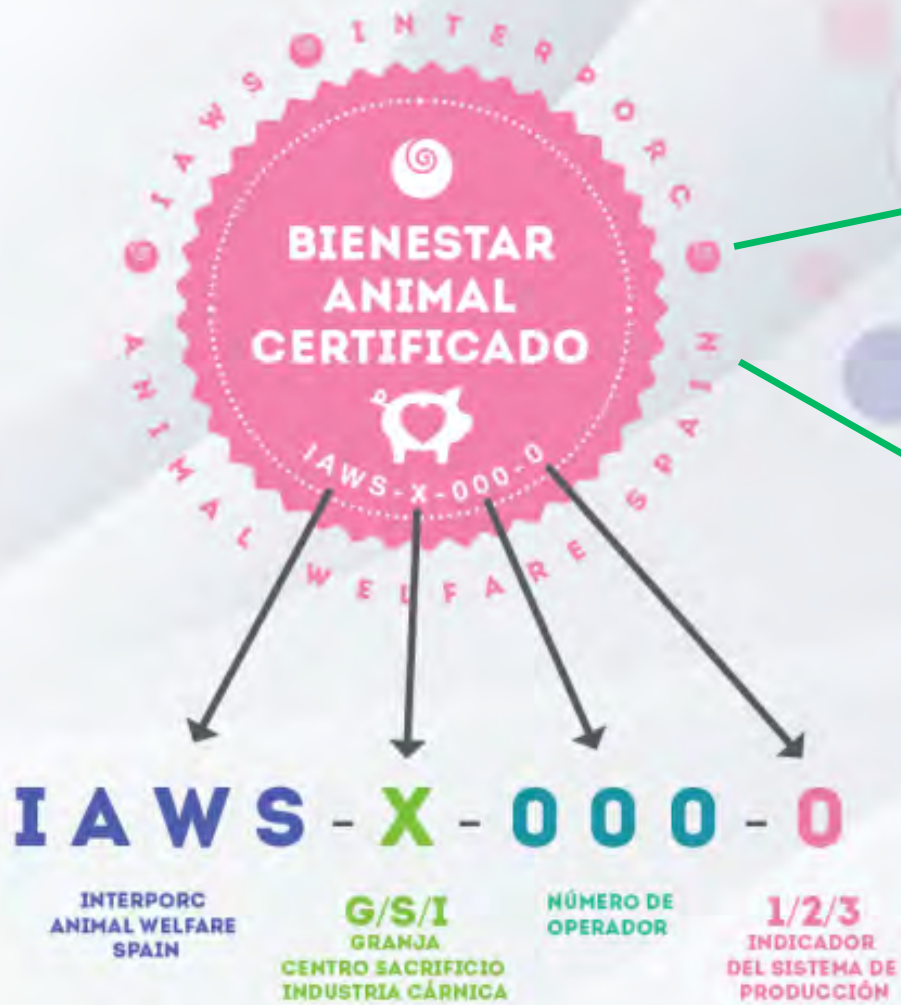 INTERPORC
ANIMAL WELFARE SPAIN
IAWS
BIENESTAR
ANIMAL
CERTIFICADO
IAWS-X-000-0
IAWS - X - 000 - 0
INTERPORC
ANIMAL WELFARE
SPAIN
G/S/I
GRANJA
CENTRO SACRIFICIO
INDUSTRIA CÁRNICA
NÚMERO DE
OPERADOR
1/2/3
INDICADOR
DEL SISTEMA DE
PRODUCCIÓN